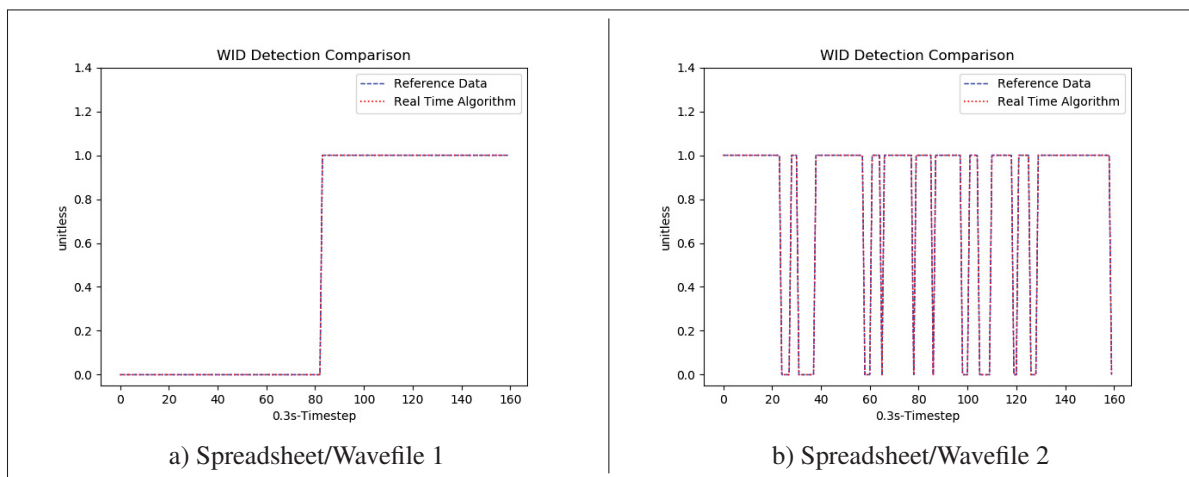 WID Detection Comparison
1.4
1.2
1.0
0.8
0.6
0.4
0.2
0.0
unitless
Reference Data
Real Time Algorithm
0 20 40 60 80 100 120 140 160
0.3s-Timestep
a) Spreadsheet/Wavefile 1
WID Detection Comparison
1.4
1.2
1.0
0.8
0.6
0.4
0.2
0.0
unitless
Reference Data
Real Time Algorithm
0 20 40 60 80 100 120 140 160
0.3s-Timestep
b) Spreadsheet/Wavefile 2